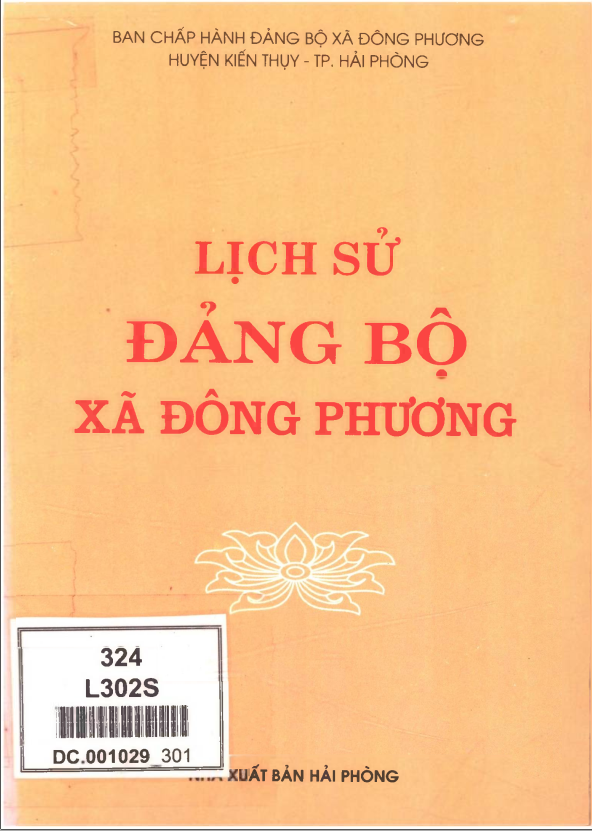 BAN CHẤP HÀNH ĐẢNG BỘ XÃ ĐÔNG PHƯƠNG
HUYỆN KIẾN THỤY - TP. HẢI PHÒNG
LỊCH SỬ
ĐẢNG BỘ
XÃ ĐÔNG PHƯƠNG
324
L302S
DC.001029_301
NHÀ XUẤT BẢN HẢI PHÒNG